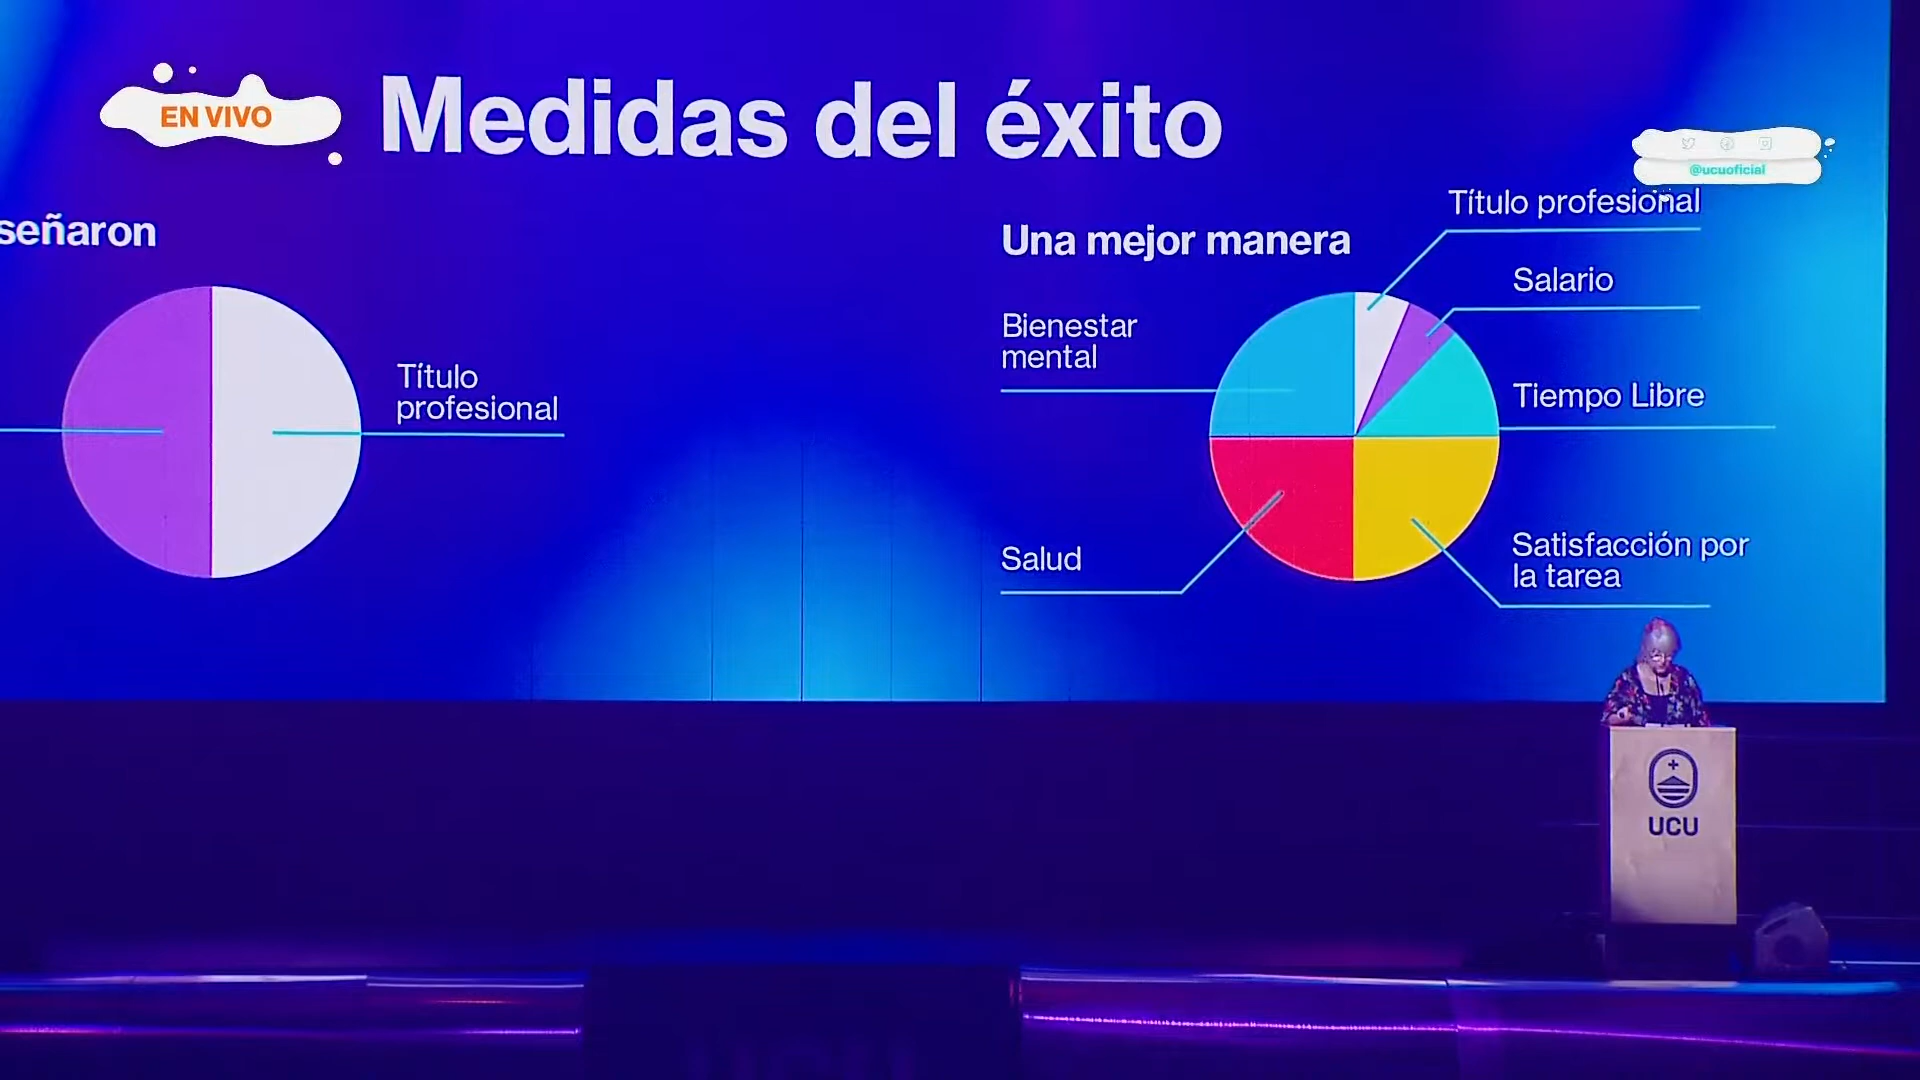 EN VIVO
Medidas del éxito
@ucuoficial
señaron
Título
profesional
Una mejor manera
Título profesional
Salario
Bienestar
mental
Tiempo Libre
Salud
Satisfacción por
la tarea
UCU